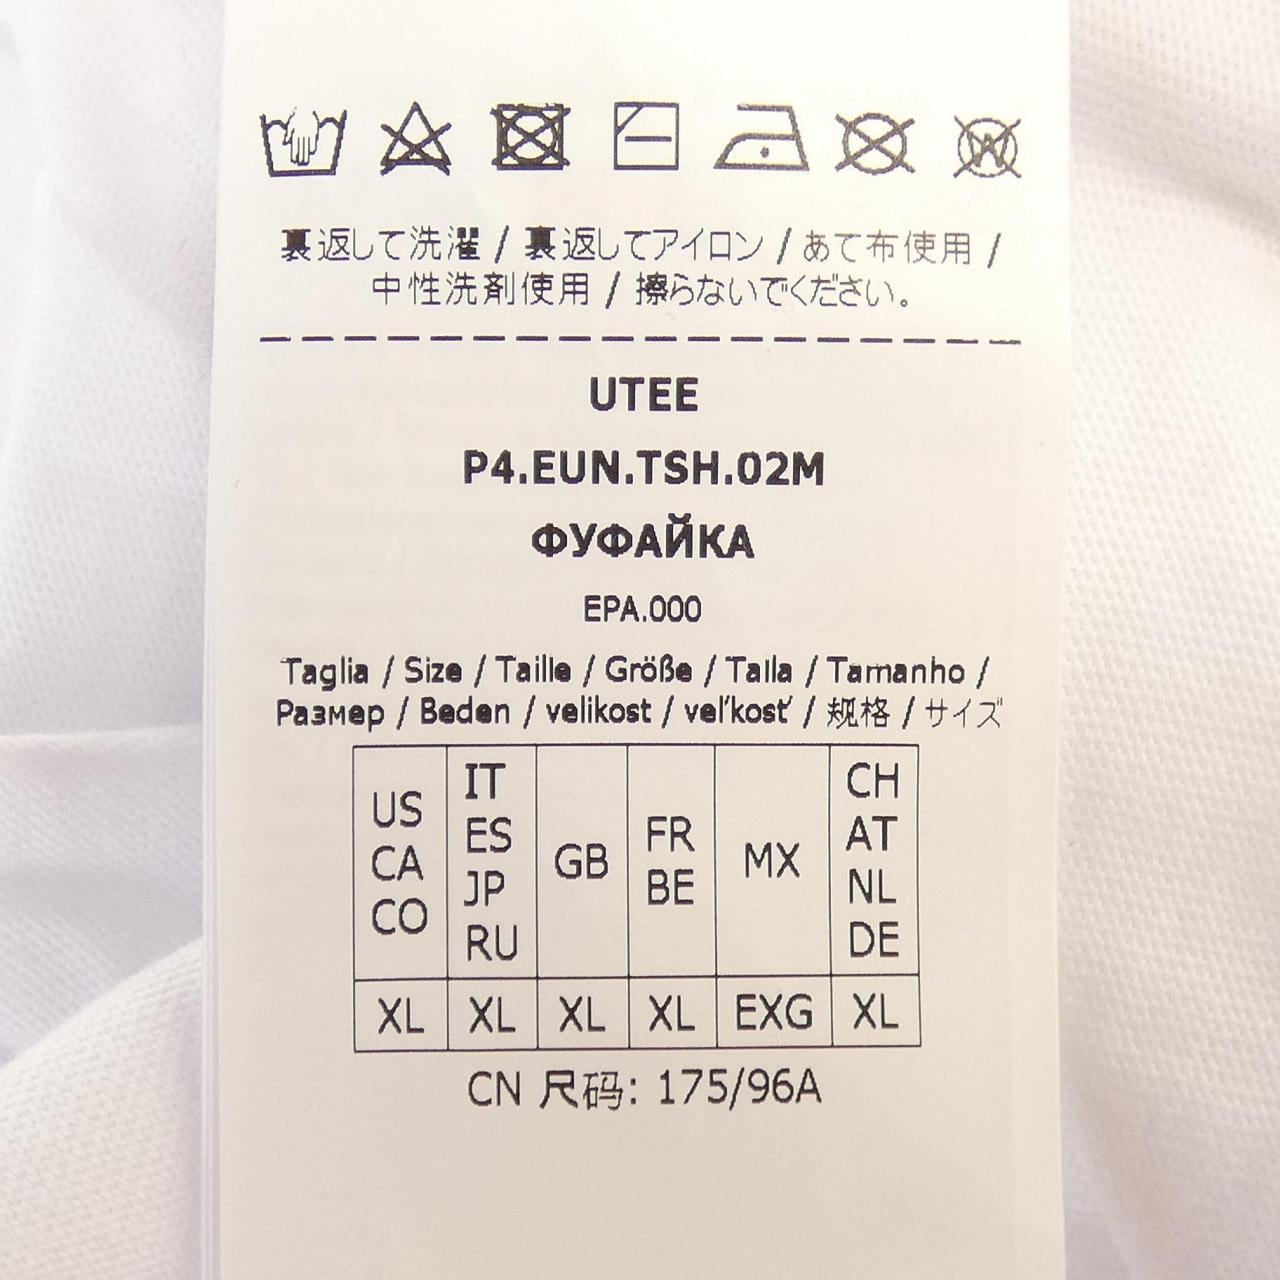 裏返して洗濯 / 裏返してアイロン / あて布使用 /
中性洗剤使用 / 擦らないでください。
UTEE
P4.EUN.TSH.02M
ФУФАЙКА
EPA.000
Taglia / Size / Taille / Größe / Talla / Tamanho /
Размер / Beden / velikost / veľkosť / 规格 / サイズ
US CA CO
IT ES JP RU
GB
FR BE
MX
CH AT NL DE
XL XL XL XL EXG XL
CN 尺码: 175/96A